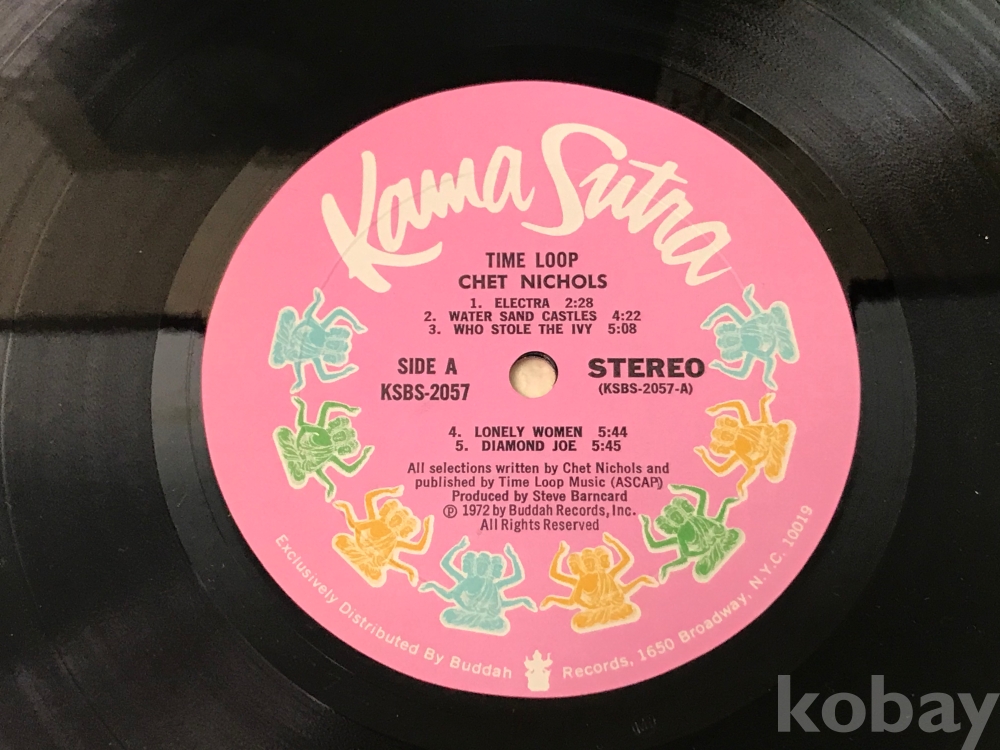 Kama Sutra
TIME LOOP
CHET NICHOLS
1. ELECTRA 2:28
2. WATER SAND CASTLES 4:22
3. WHO STOLE THE IVY 5:08
SIDE A
KSBS-2057
STEREO
(KSBS-2057-A)
4. LONELY WOMEN 5:44
5. DIAMOND JOE 5:45
All selections written by Chet Nichols and
published by Time Loop Music (ASCAP)
Produced by Steve Barncard
℗ 1972 by Buddah Records, Inc.
All Rights Reserved
Exclusively Distributed By Buddah Records, 1650 Broadway, N.Y.C. 10019
kobay